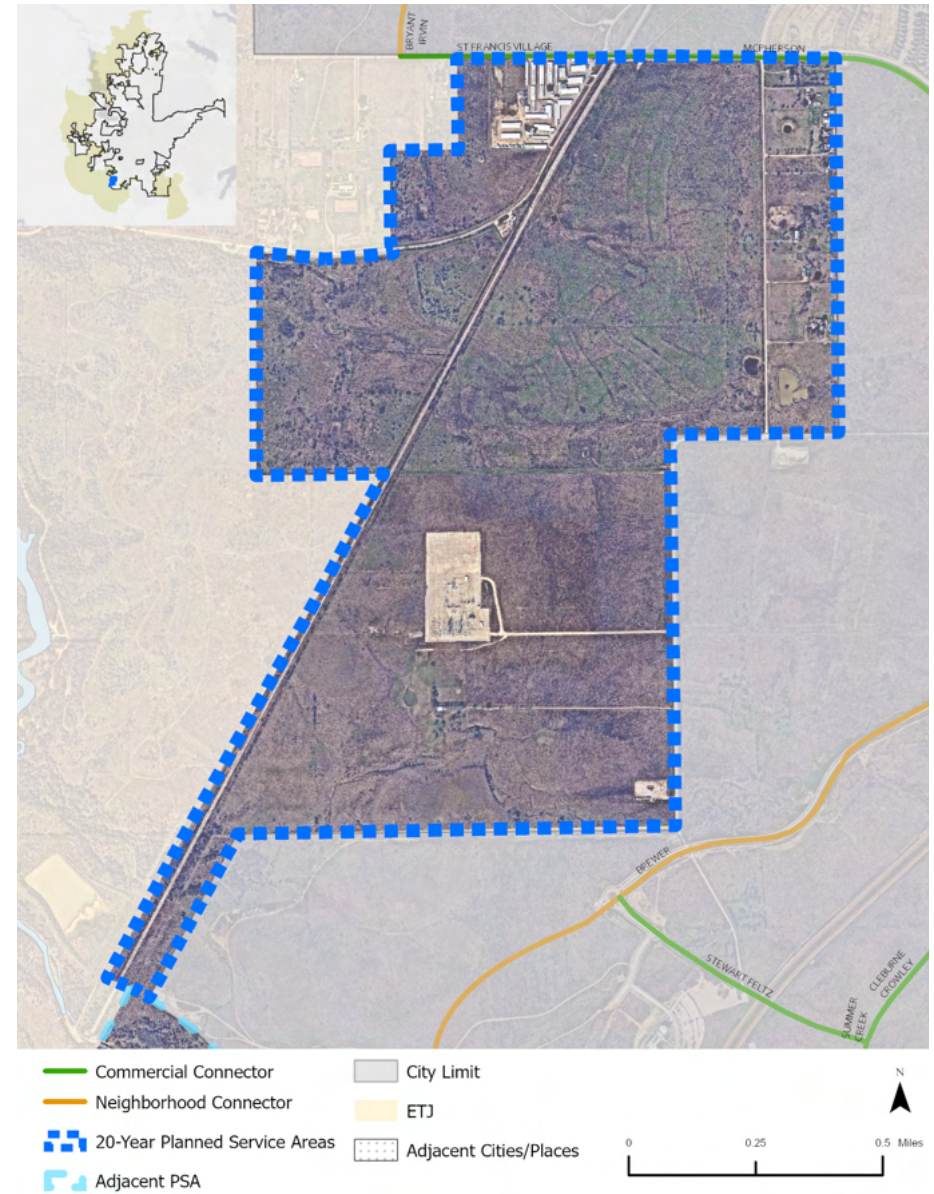 BRYANT
IRVIN
ST FRANCIS VILLAGE
MCPHERSON
BREWER
STEWART FELTZ
SUMMER
CREEK
CLEBURNE
CROWLEY
Commercial Connector
Neighborhood Connector
20-Year Planned Service Areas
Adjacent PSA
City Limit
ETJ
Adjacent Cities/Places
N
0 0.25 0.5 Miles